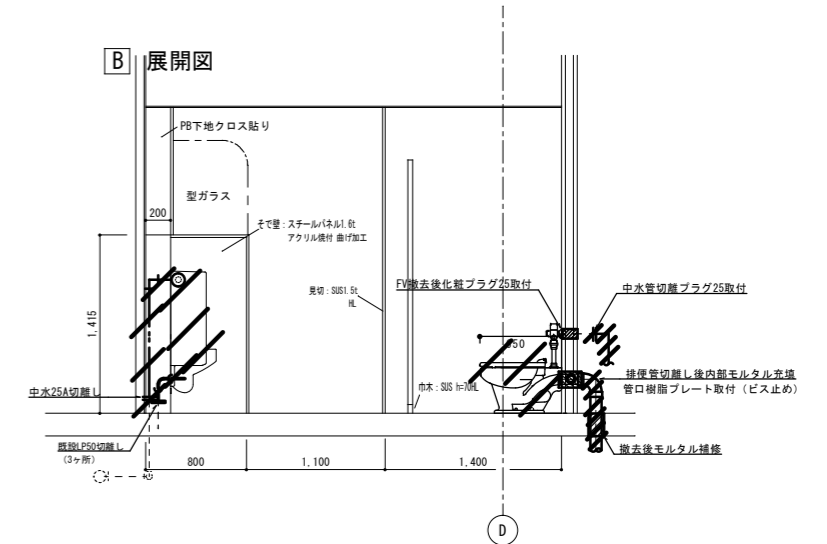 B 展開図
PB下地クロス貼り
型ガラス
200
そで壁：スチールパネル1.6t
アクリル焼付 曲げ加工
見切：SUS1.5t
HL
FV撤去後化粧プラグ25取付
中水管切離プラグ25取付
1,415
排便管切離し後内部モルタル充填
管口樹脂プレート取付（ビス止め）
巾木：SUS h=70HL
中水25A切離し
既設LP50切離し
（3ヶ所）
撤去後モルタル補修
800
1,100
1,400
D